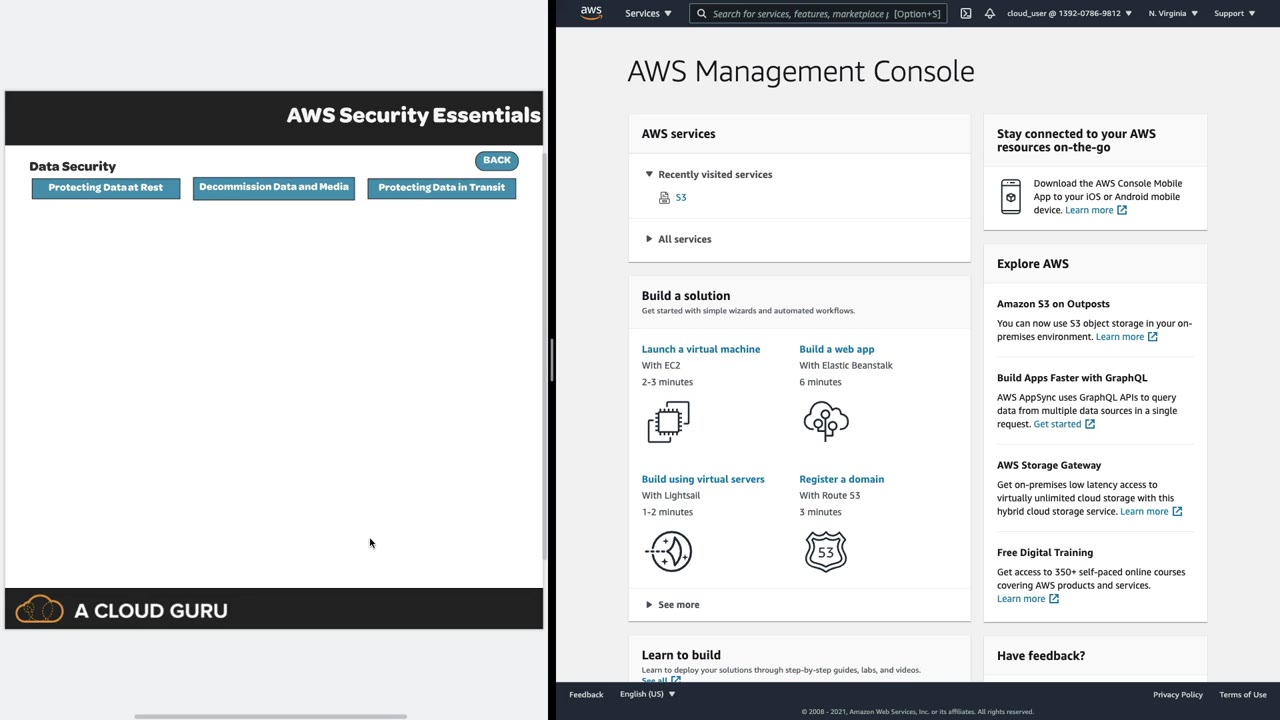 AWS Security Essentials
Data Security
BACK
Protecting Data at Rest
Decommission Data and Media
Protecting Data in Transit
A CLOUD GURU
aws
Services
Search for services, features, marketplace p
[Option+S]
cloud_user @ 1392-0786-9812
N. Virginia
Support
AWS Management Console
AWS services
Recently visited services
S3
All services
Build a solution
Get started with simple wizards and automated workflows.
Launch a virtual machine
With EC2
2-3 minutes
Build a web app
With Elastic Beanstalk
6 minutes
Build using virtual servers
With Lightsail
1-2 minutes
Register a domain
With Route 53
3 minutes
53
See more
Learn to build
Learn to deploy your solutions through step-by-step guides, labs, and videos.
See all
Stay connected to your AWS
resources on-the-go
Download the AWS Console Mobile
App to your iOS or Android mobile
device. Learn more
Explore AWS
Amazon S3 on Outposts
You can now use S3 object storage in your on-
premises environment. Learn more
Build Apps Faster with GraphQL
AWS AppSync uses GraphQL APIs to query
data from multiple data sources in a single
request. Get started
AWS Storage Gateway
Get on-premises low latency access to
virtually unlimited cloud storage with this
hybrid cloud storage service. Learn more
Free Digital Training
Get access to 350+ self-paced online courses
covering AWS products and services.
Learn more
Have feedback?
Feedback
English (US)
Privacy Policy
Terms of Use
© 2008 - 2021, Amazon Web Services, Inc. or its affiliates. All rights reserved.